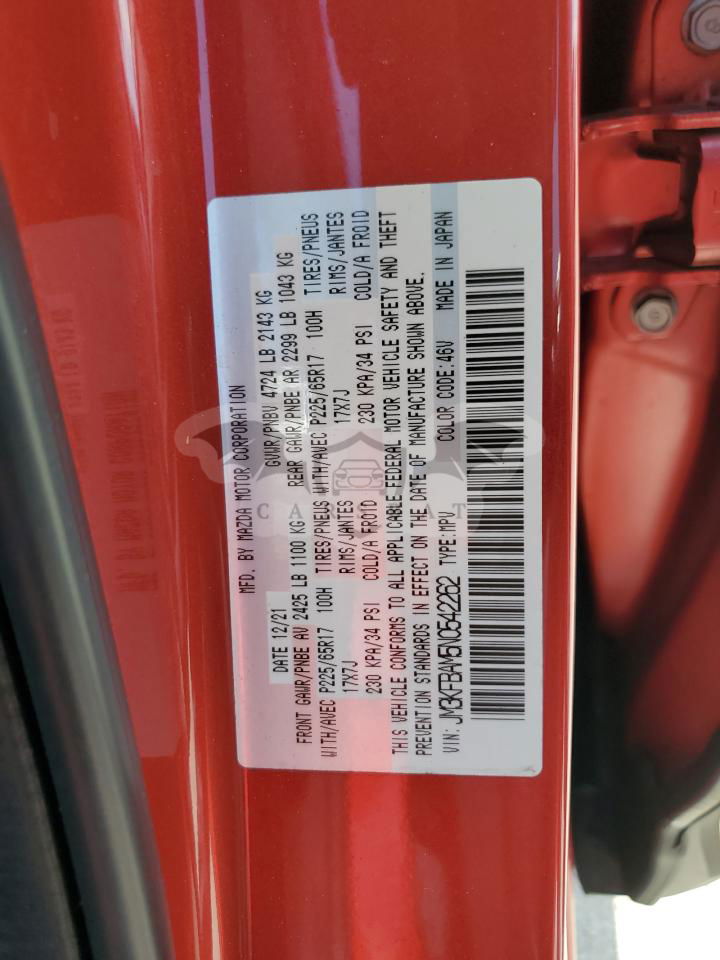 MFD. BY MAZDA MOTOR CORPORATION
DATE 12/21 GVWR/PNBV 4724 LB 2143 KG
FRONT GAWR/PNBE AV 2425 LB 1100 KG REAR GAWR/PNBE AR 2299 LB 1043 KG
WITH/AVEC P225/65R17 100H TIRES/PNEUS WITH/AVEC P225/65R17 100H TIRES/PNEUS
17X7J RIMS/JANTES 17X7J RIMS/JANTES
230 KPA/34 PSI COLD/A FROID 230 KPA/34 PSI COLD/A FROID
THIS VEHICLE CONFORMS TO ALL APPLICABLE FEDERAL MOTOR VEHICLE SAFETY AND THEFT
PREVENTION STANDARDS IN EFFECT ON THE DATE OF MANUFACTURE SHOWN ABOVE.
VIN: JM3KFBAM5N0542262 TYPE:MPV COLOR CODE:46V MADE IN JAPAN